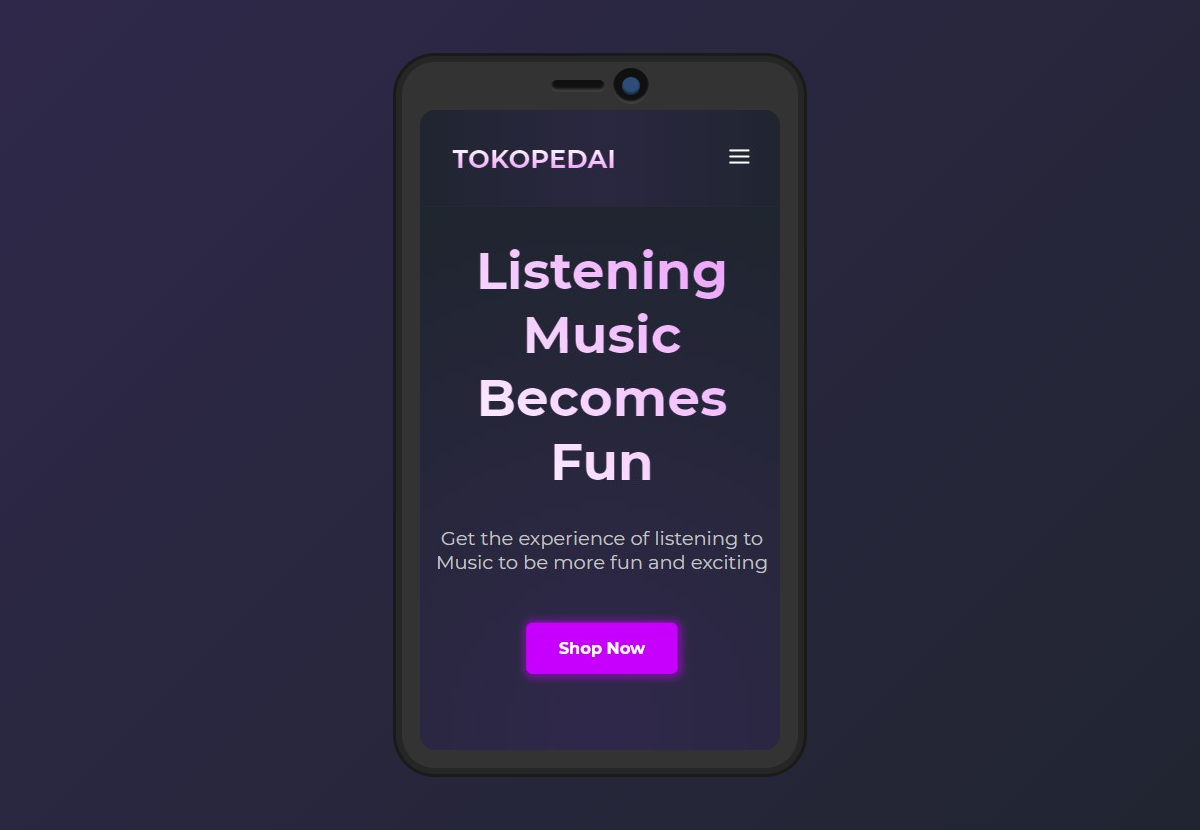 TOKOPEDAI
Listening
Music
Becomes
Fun
Get the experience of listening to
Music to be more fun and exciting
Shop Now